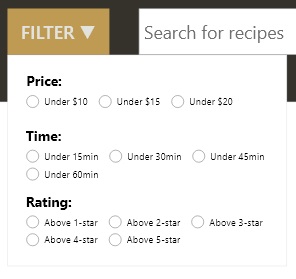 FILTER ▼ Search for recipes
Price:
Under $10 Under $15 Under $20
Time:
Under 15min Under 30min Under 45min
Under 60min
Rating:
Above 1-star Above 2-star Above 3-star
Above 4-star Above 5-star